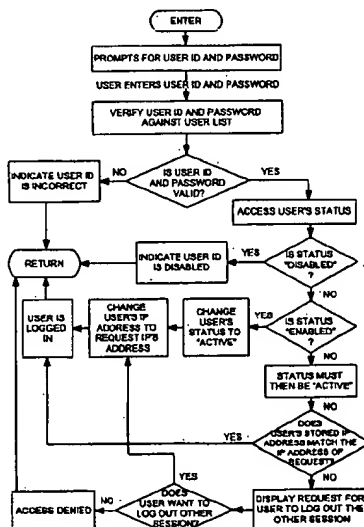 ENTER
PROMPTS FOR USER ID AND PASSWORD
USER ENTERS USER ID AND PASSWORD
VERIFY USER ID AND PASSWORD
AGAINST USER LIST
IS USER ID
AND PASSWORD
VALID?
NO
YES
INDICATE USER ID
IS INCORRECT
ACCESS USER'S STATUS
RETURN
INDICATE USER ID
IS DISABLED
YES
IS STATUS
"DISABLED"
?
NO
USER IS
LOGGED
IN
CHANGE
USER'S IP
ADDRESS TO
REQUEST IP'S
ADDRESS
CHANGE
USER'S
STATUS TO
"ACTIVE"
YES
IS STATUS
"ENABLED"
?
NO
STATUS MUST
THEN BE "ACTIVE"
NO
DOES
USER'S STORED IP
ADDRESS MATCH THE
IP ADDRESS OF
REQUEST?
YES
NO
YES
ACCESS DENIED
NO
DOES
USER WANT TO
LOG OUT OTHER
SESSION?
DISPLAY REQUEST FOR
USER TO LOG OUT THE
OTHER SESSION